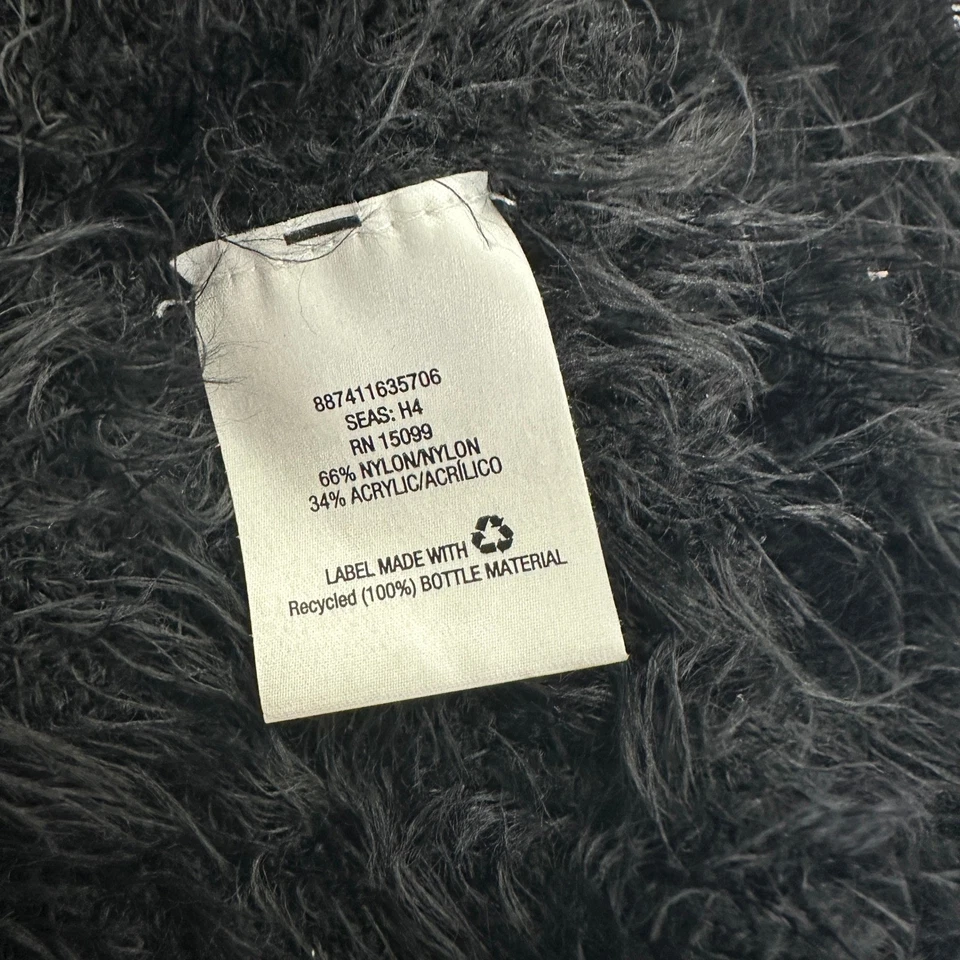 887411635706
SEAS: H4
RN 15099
66% NYLON/NYLON
34% ACRYLIC/ACRÍLICO
LABEL MADE WITH
Recycled (100%) BOTTLE MATERIAL